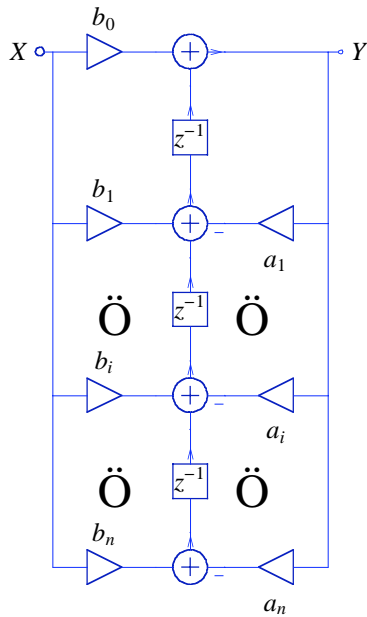 b₀
X + Y
z⁻¹
b₁ + − a₁
Ö z⁻¹ Ö
bᵢ + − aᵢ
Ö z⁻¹ Ö
bₙ + − aₙ